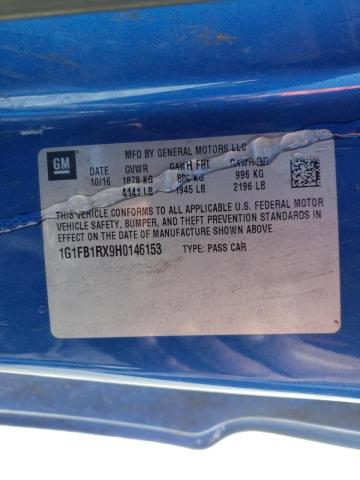 GM
MFD BY GENERAL MOTORS LLC
DATE GVWR GAWR FRT GAWR RR
10/16 1878 KG KG 996 KG
4141 LB 1945 LB 2196 LB
THIS VEHICLE CONFORMS TO ALL APPLICABLE U.S. FEDERAL MOTOR
VEHICLE SAFETY, BUMPER, AND THEFT PREVENTION STANDARDS IN
EFFECT ON THE DATE OF MANUFACTURE SHOWN ABOVE.
1G1FB1RX9H0146153 TYPE: PASS CAR